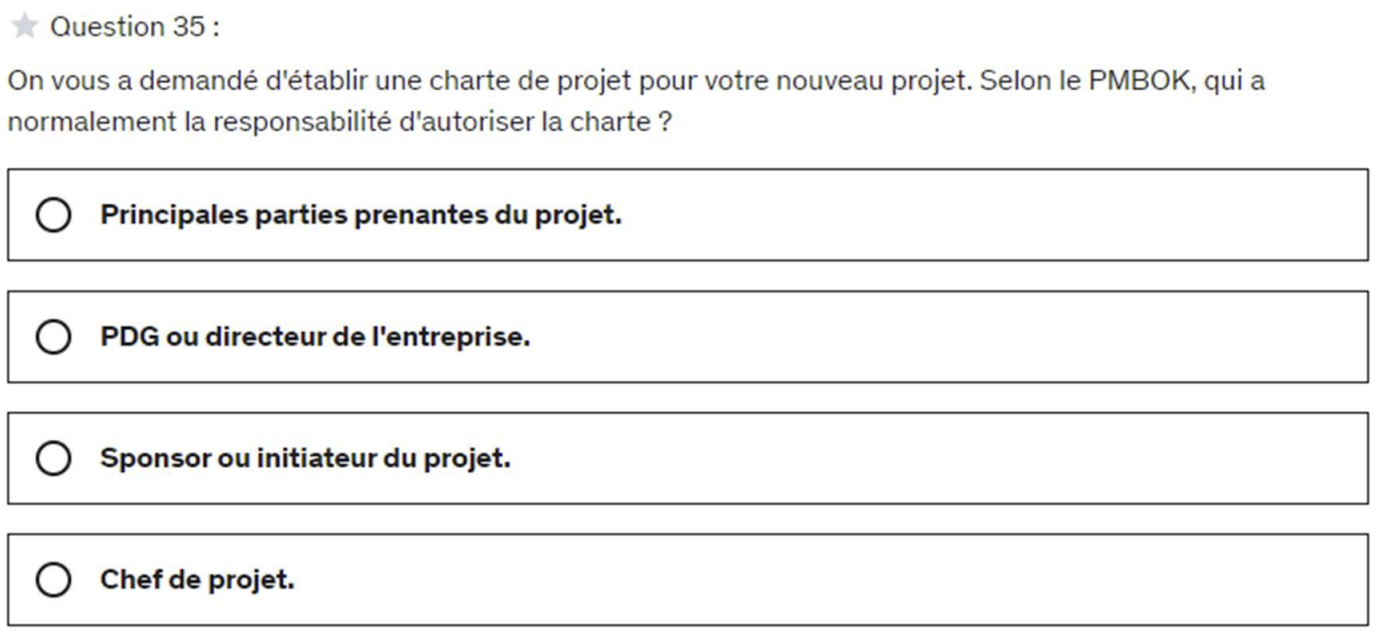 Question 35 :
On vous a demandé d'établir une charte de projet pour votre nouveau projet. Selon le PMBOK, qui a
normalement la responsabilité d'autoriser la charte ?
Principales parties prenantes du projet.
PDG ou directeur de l'entreprise.
Sponsor ou initiateur du projet.
Chef de projet.